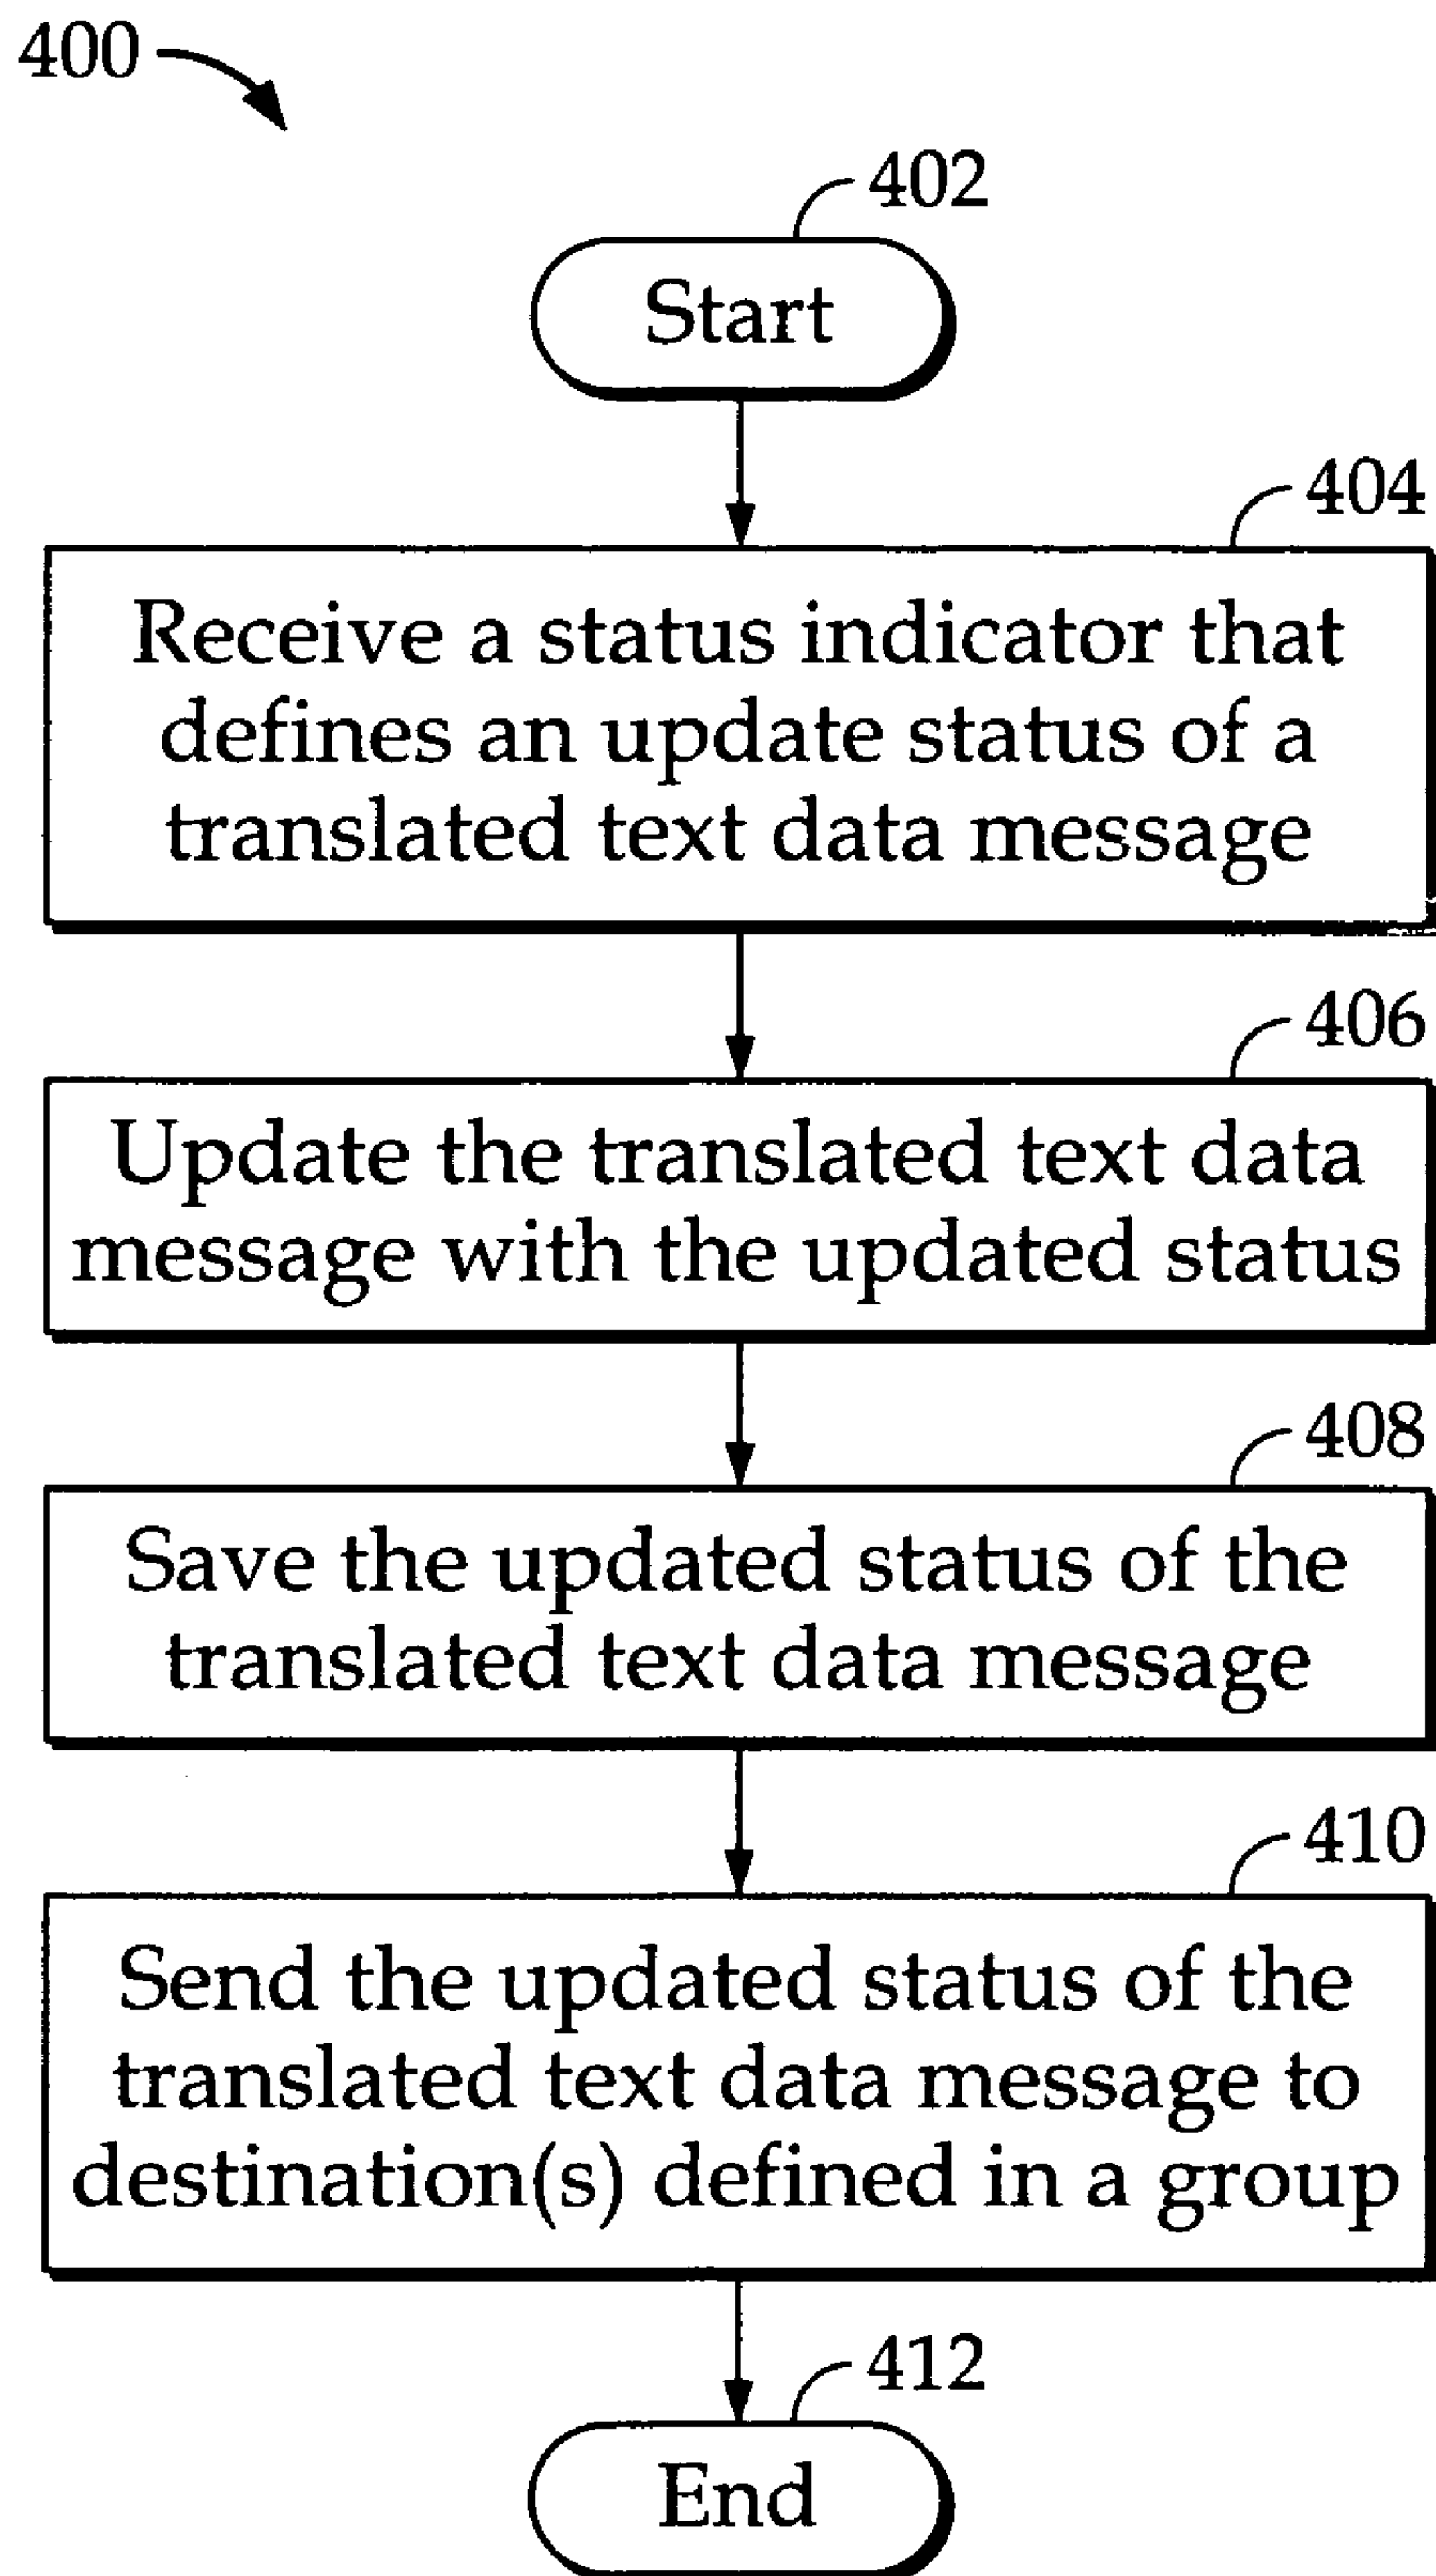 400
402
Start
404
Receive a status indicator that
defines an update status of a
translated text data message
406
Update the translated text data
message with the updated status
408
Save the updated status of the
translated text data message
410
Send the updated status of the
translated text data message to
destination(s) defined in a group
412
End